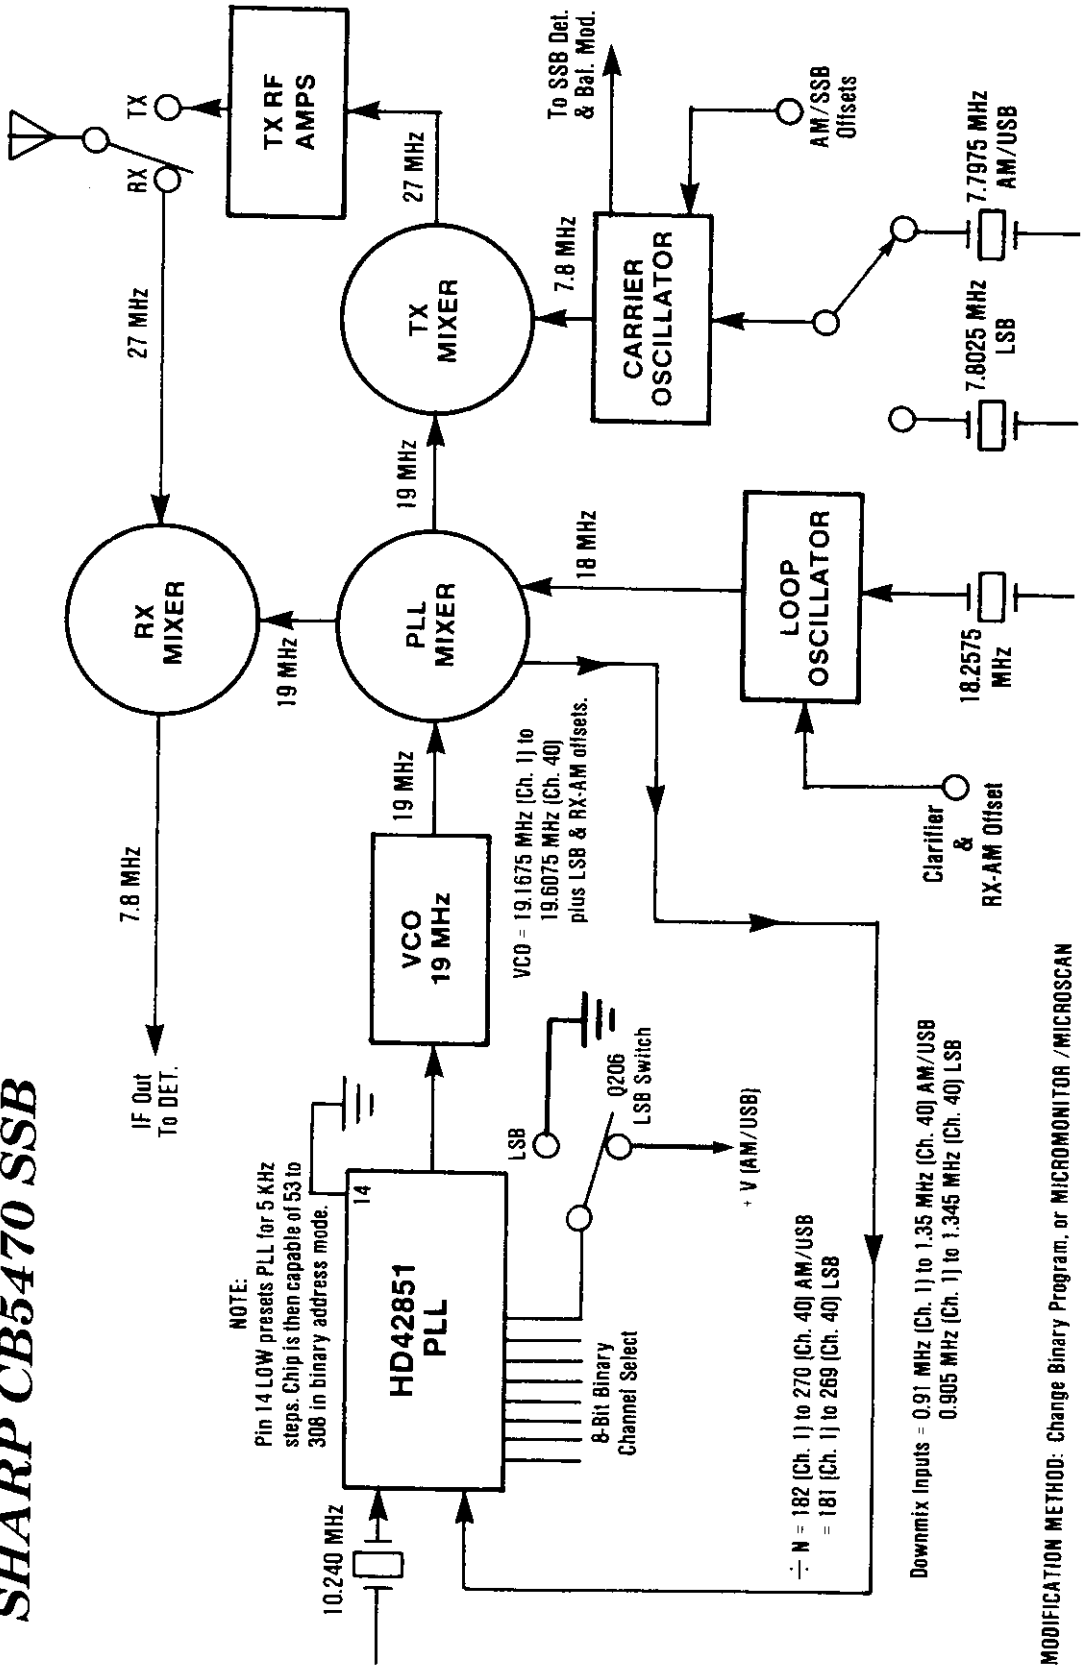 SHARP CB5470 SSB
NOTE:
Pin 14 LOW presets PLL for 5 KHz
steps. Chip is then capable of 53 to
308 in binary address mode.
10.240 MHz
14
HD42851
PLL
8-Bit Binary
Channel Select
LSB
Q206
LSB Switch
+ V (AM/USB)
÷ N = 182 (Ch. 1) to 270 (Ch. 40) AM/USB
= 181 (Ch. 1) to 269 (Ch. 40) LSB
Downmix Inputs = 0.91 MHz (Ch. 1) to 1.35 MHz (Ch. 40) AM/USB
0.905 MHz (Ch. 1) to 1.345 MHz (Ch. 40) LSB
MODIFICATION METHOD: Change Binary Program, or MICROMONITOR /MICROSCAN
IF Out
To DET.
7.8 MHz
VCO
19 MHz
19 MHz
VCO = 19.1675 MHz (Ch. 1) to
19.6075 MHz (Ch. 40)
plus LSB & RX-AM offsets.
RX
MIXER
19 MHz
PLL
MIXER
18 MHz
LOOP
OSCILLATOR
18.2575
MHz
Clarifier
&
RX-AM Offset
27 MHz
19 MHz
TX
MIXER
7.8 MHz
CARRIER
OSCILLATOR
7.8025 MHz
LSB
7.7975 MHz
AM/USB
RX
TX
TX RF
AMPS
27 MHz
To SSB Det.
& Bal. Mod.
AM/SSB
Offsets